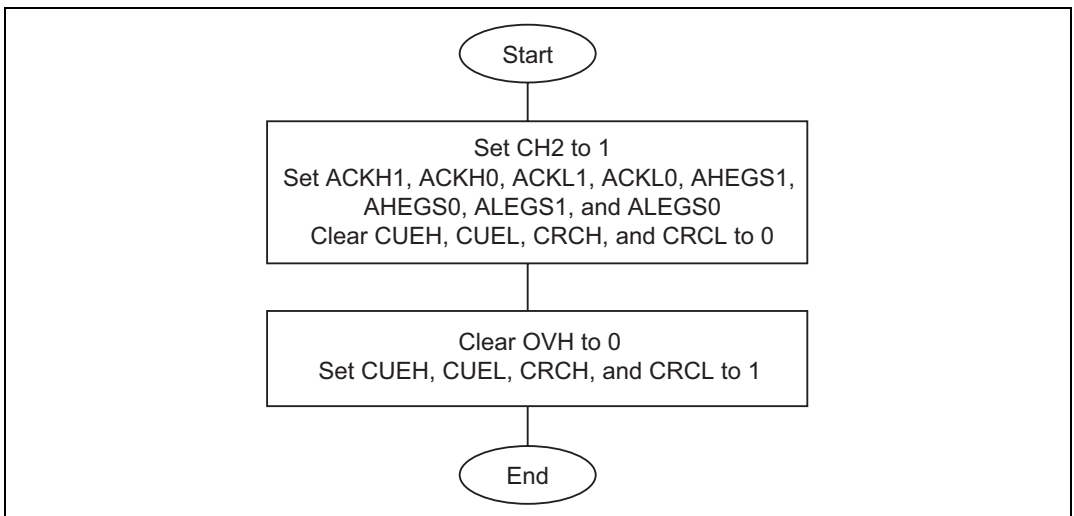 Start
Set CH2 to 1
Set ACKH1, ACKH0, ACKL1, ACKL0, AHEGS1,
AHEGS0, ALEGS1, and ALEGS0
Clear CUEH, CUEL, CRCH, and CRCL to 0
Clear OVH to 0
Set CUEH, CUEL, CRCH, and CRCL to 1
End